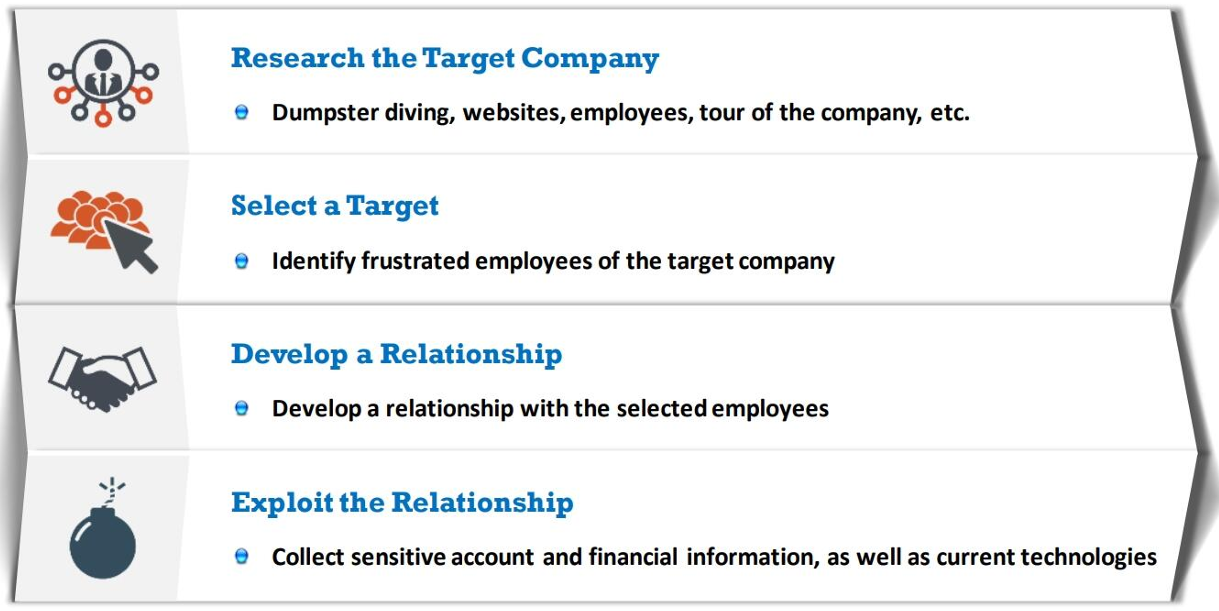 Research the Target Company
Dumpster diving, websites, employees, tour of the company, etc.
Select a Target
Identify frustrated employees of the target company
Develop a Relationship
Develop a relationship with the selected employees
Exploit the Relationship
Collect sensitive account and financial information, as well as current technologies